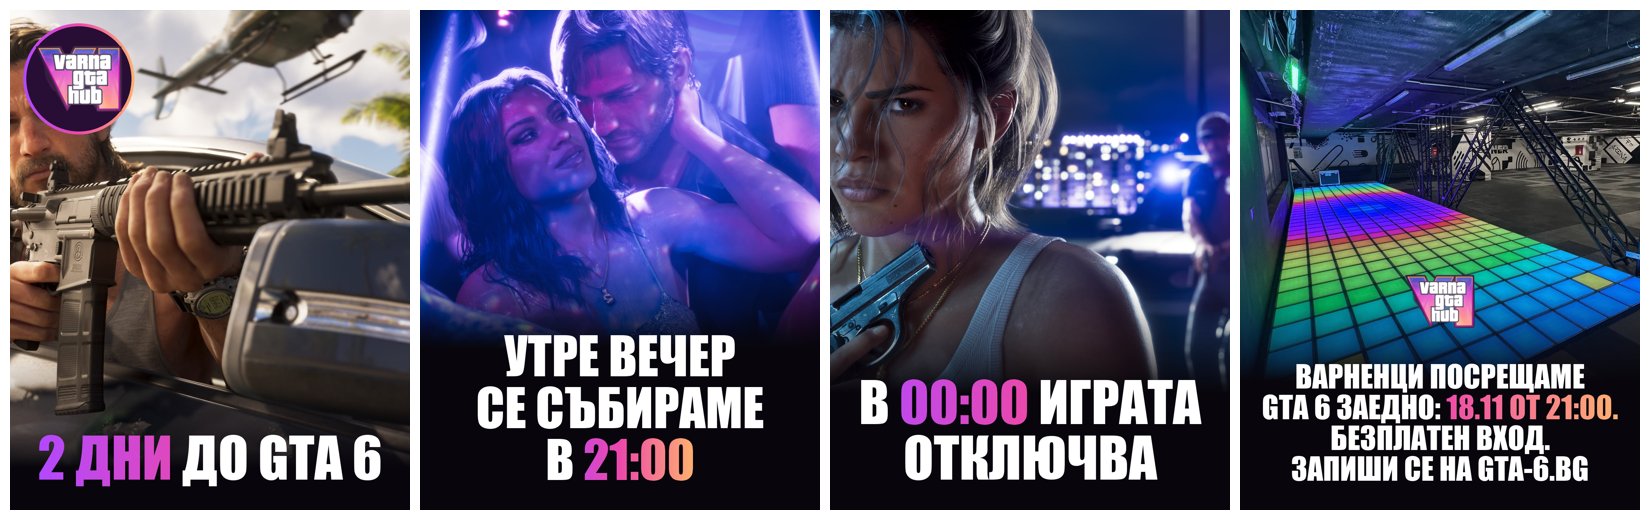 VARNA
gta
hub
2 ДНИ ДО GTA 6
УТРЕ ВЕЧЕР
СЕ СЪБИРАМЕ
В 21:00
В 00:00 ИГРАТА
ОТКЛЮЧВА
VARNA
gta
hub
ВАРНЕНЦИ ПОСРЕЩАМЕ
GTA 6 ЗАЕДНО: 18.11 ОТ 21:00.
БЕЗПЛАТЕН ВХОД.
ЗАПИШИ СЕ НА GTA-6.BG